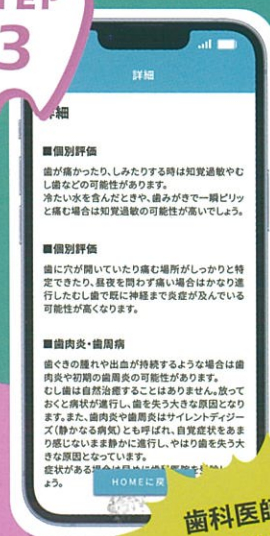 STEP
3
詳細
詳細
■個別評価
歯が痛かったり、しみたりする時は知覚過敏やむ
し歯などの可能性があります。
冷たい水を含んだときや、歯みがきで一瞬ピリッ
と痛む場合は知覚過敏の可能性が高いでしょう。
■個別評価
歯に穴が開いていたり痛む場所がしっかりと特
定できたり、昼夜を問わず痛い場合はかなり進
行したむし歯で既に神経まで炎症が及んでいる
可能性が高くなります。
■歯肉炎・歯周病
歯ぐきの腫れや出血が持続するような場合は歯
肉炎や初期の歯周炎の可能性があります。
むし歯は自然治癒することはありません。放って
おくと病状が進行し、歯を失う大きな原因となり
ます。また、歯肉炎や歯周炎はサイレントディジー
ズ(静かなる病気)とも呼ばれ、自覚症状をあま
り感じないまま静かに進行し、やはり歯を失う大
きな原因となっています。
症状がある場合は早めに歯科医院を
ょう。
HOMEに戻
歯科医師